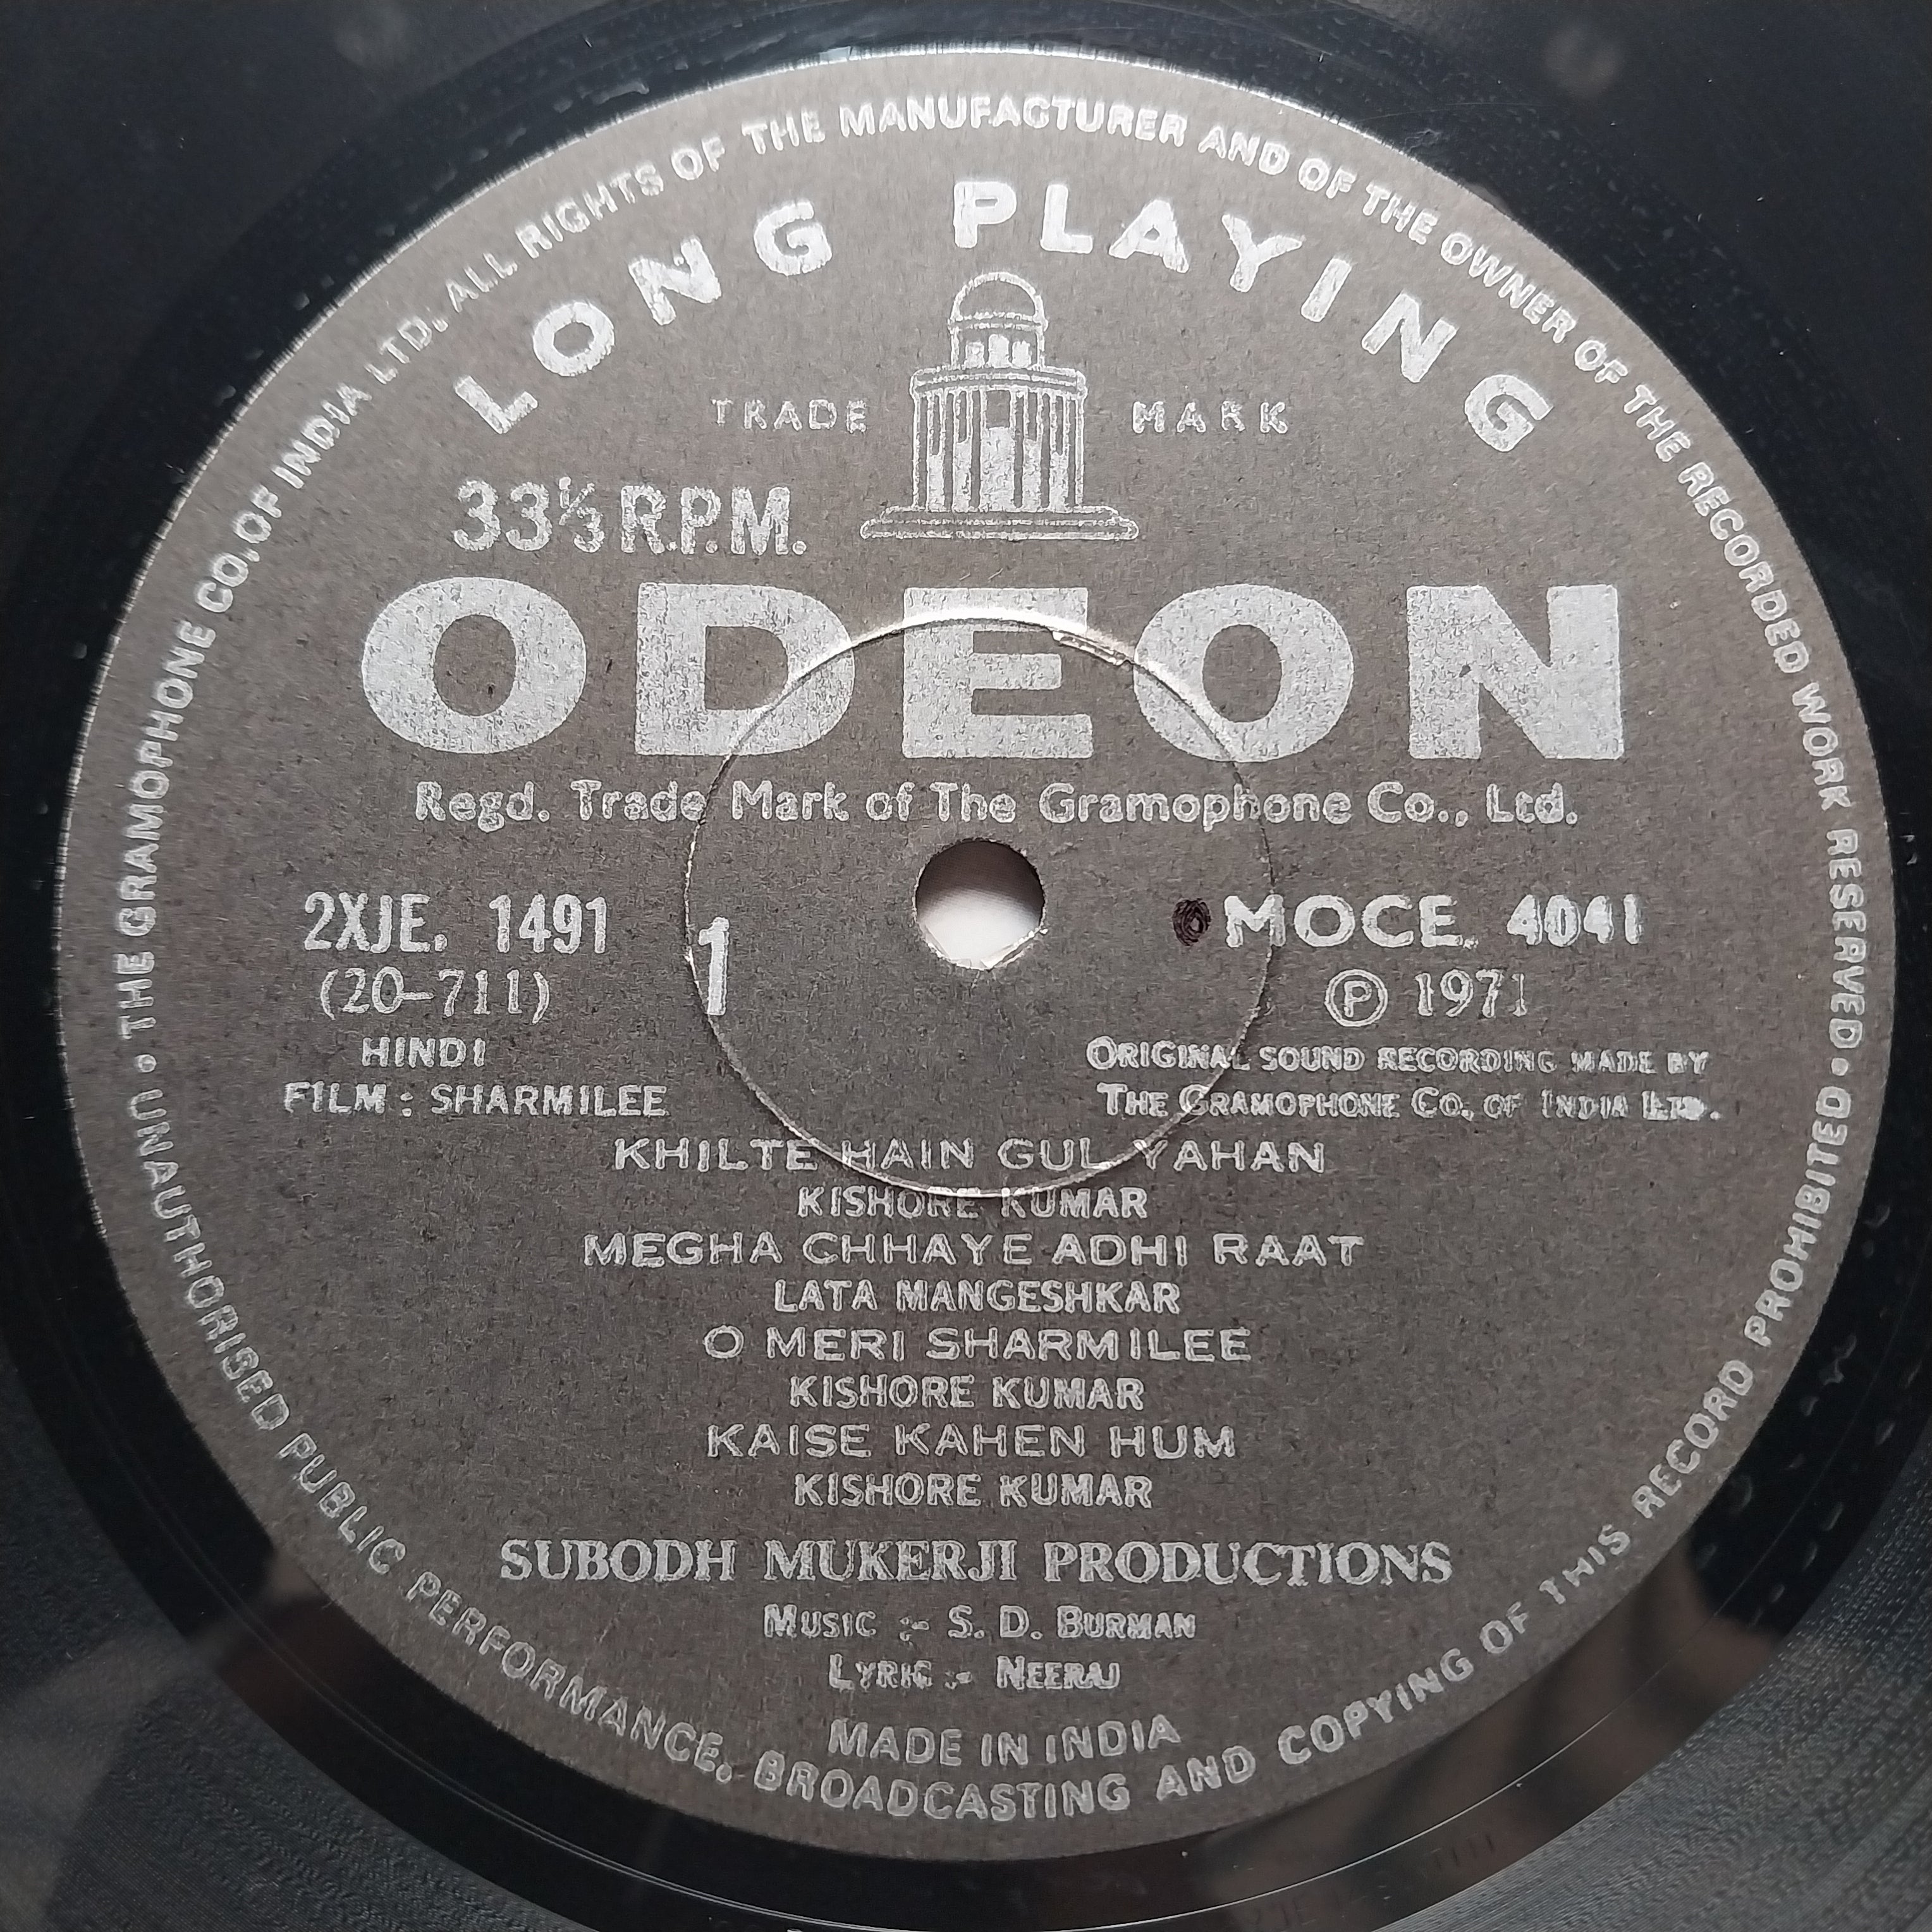 THE GRAMOPHONE CO. OF INDIA LTD. ALL RIGHTS OF THE MANUFACTURER AND OF THE OWNER OF THE RECORDED WORK RESERVED •
UNAUTHORISED PUBLIC PERFORMANCE, BROADCASTING AND COPYING OF THIS RECORD PROHIBITED •
LONG PLAYING
TRADE MARK
33⅓ R.P.M.
ODEON
Regd. Trade Mark of The Gramophone Co., Ltd.
2XJE. 1491
(20-711)
HINDI
FILM : SHARMILEE
1
MOCE. 4041
Ⓟ 1971
ORIGINAL SOUND RECORDING MADE BY
THE GRAMOPHONE CO. OF INDIA LTD.
KHILTE HAIN GUL YAHAN
KISHORE KUMAR
MEGHA CHHAYE ADHI RAAT
LATA MANGESHKAR
O MERI SHARMILEE
KISHORE KUMAR
KAISE KAHEN HUM
KISHORE KUMAR
SUBODH MUKERJI PRODUCTIONS
MUSIC :- S. D. BURMAN
LYRIC :- NEERAJ
MADE IN INDIA